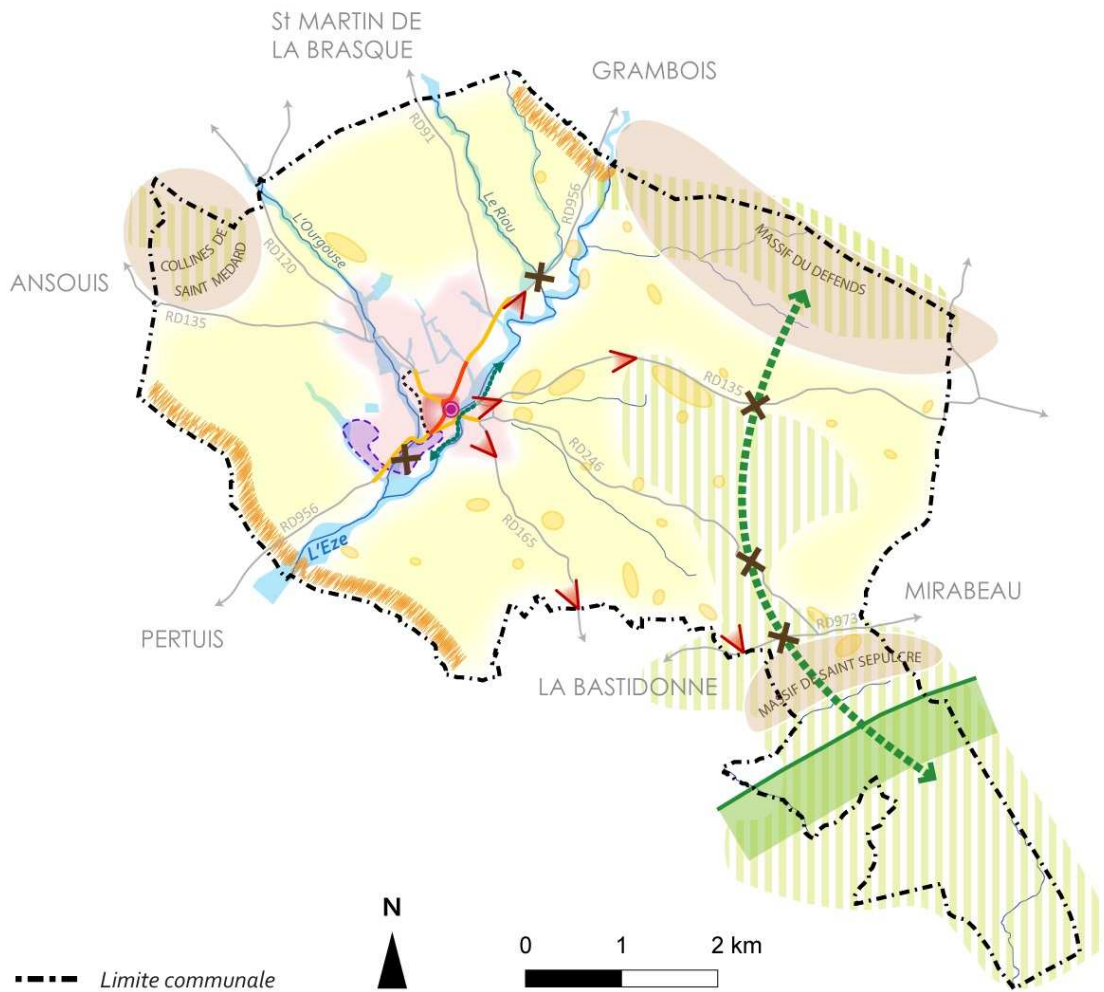 St MARTIN DE
LA BRASQUE
GRAMBOIS
RD91
L'Ourgouse
Le Riou
RD956
COLLINES DE
SAINT MEDARD
RD120
MASSIF DU DEFENDS
ANSOUIS
RD135
RD135
RD246
RD956
L'Eze
RD165
MIRABEAU
RD973
PERTUIS
LA BASTIDONNE
MASSIF DE SAINT SEPULCRE
N
0 1 2 km
Limite communale